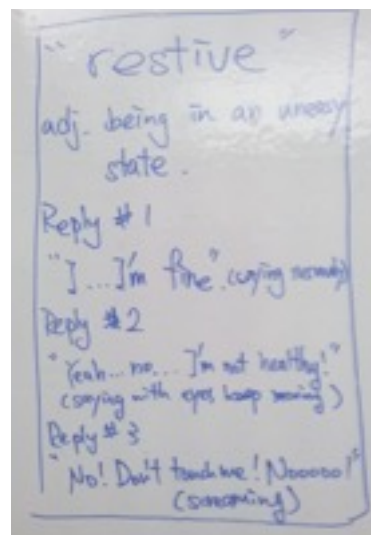 "restive"
adj. being in an uneasy
state.
Reply #1
"I...I'm fine". (saying nervously)
Reply #2
"Yeah...no... I'm not healthy!"
(saying with eyes keep moving)
Reply #3
"No! Don't touch me! Nooooo!"
(screaming)